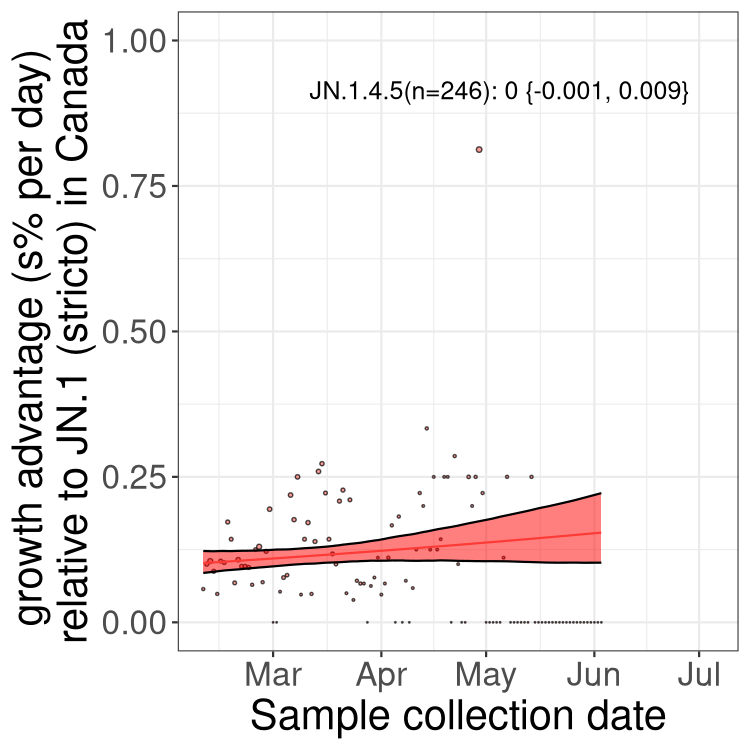 growth advantage (s% per day)
relative to JN.1 (stricto) in Canada
1.00
0.75
0.50
0.25
0.00
JN.1.4.5(n=246): 0 {-0.001, 0.009}
Mar Apr May Jun Jul
Sample collection date